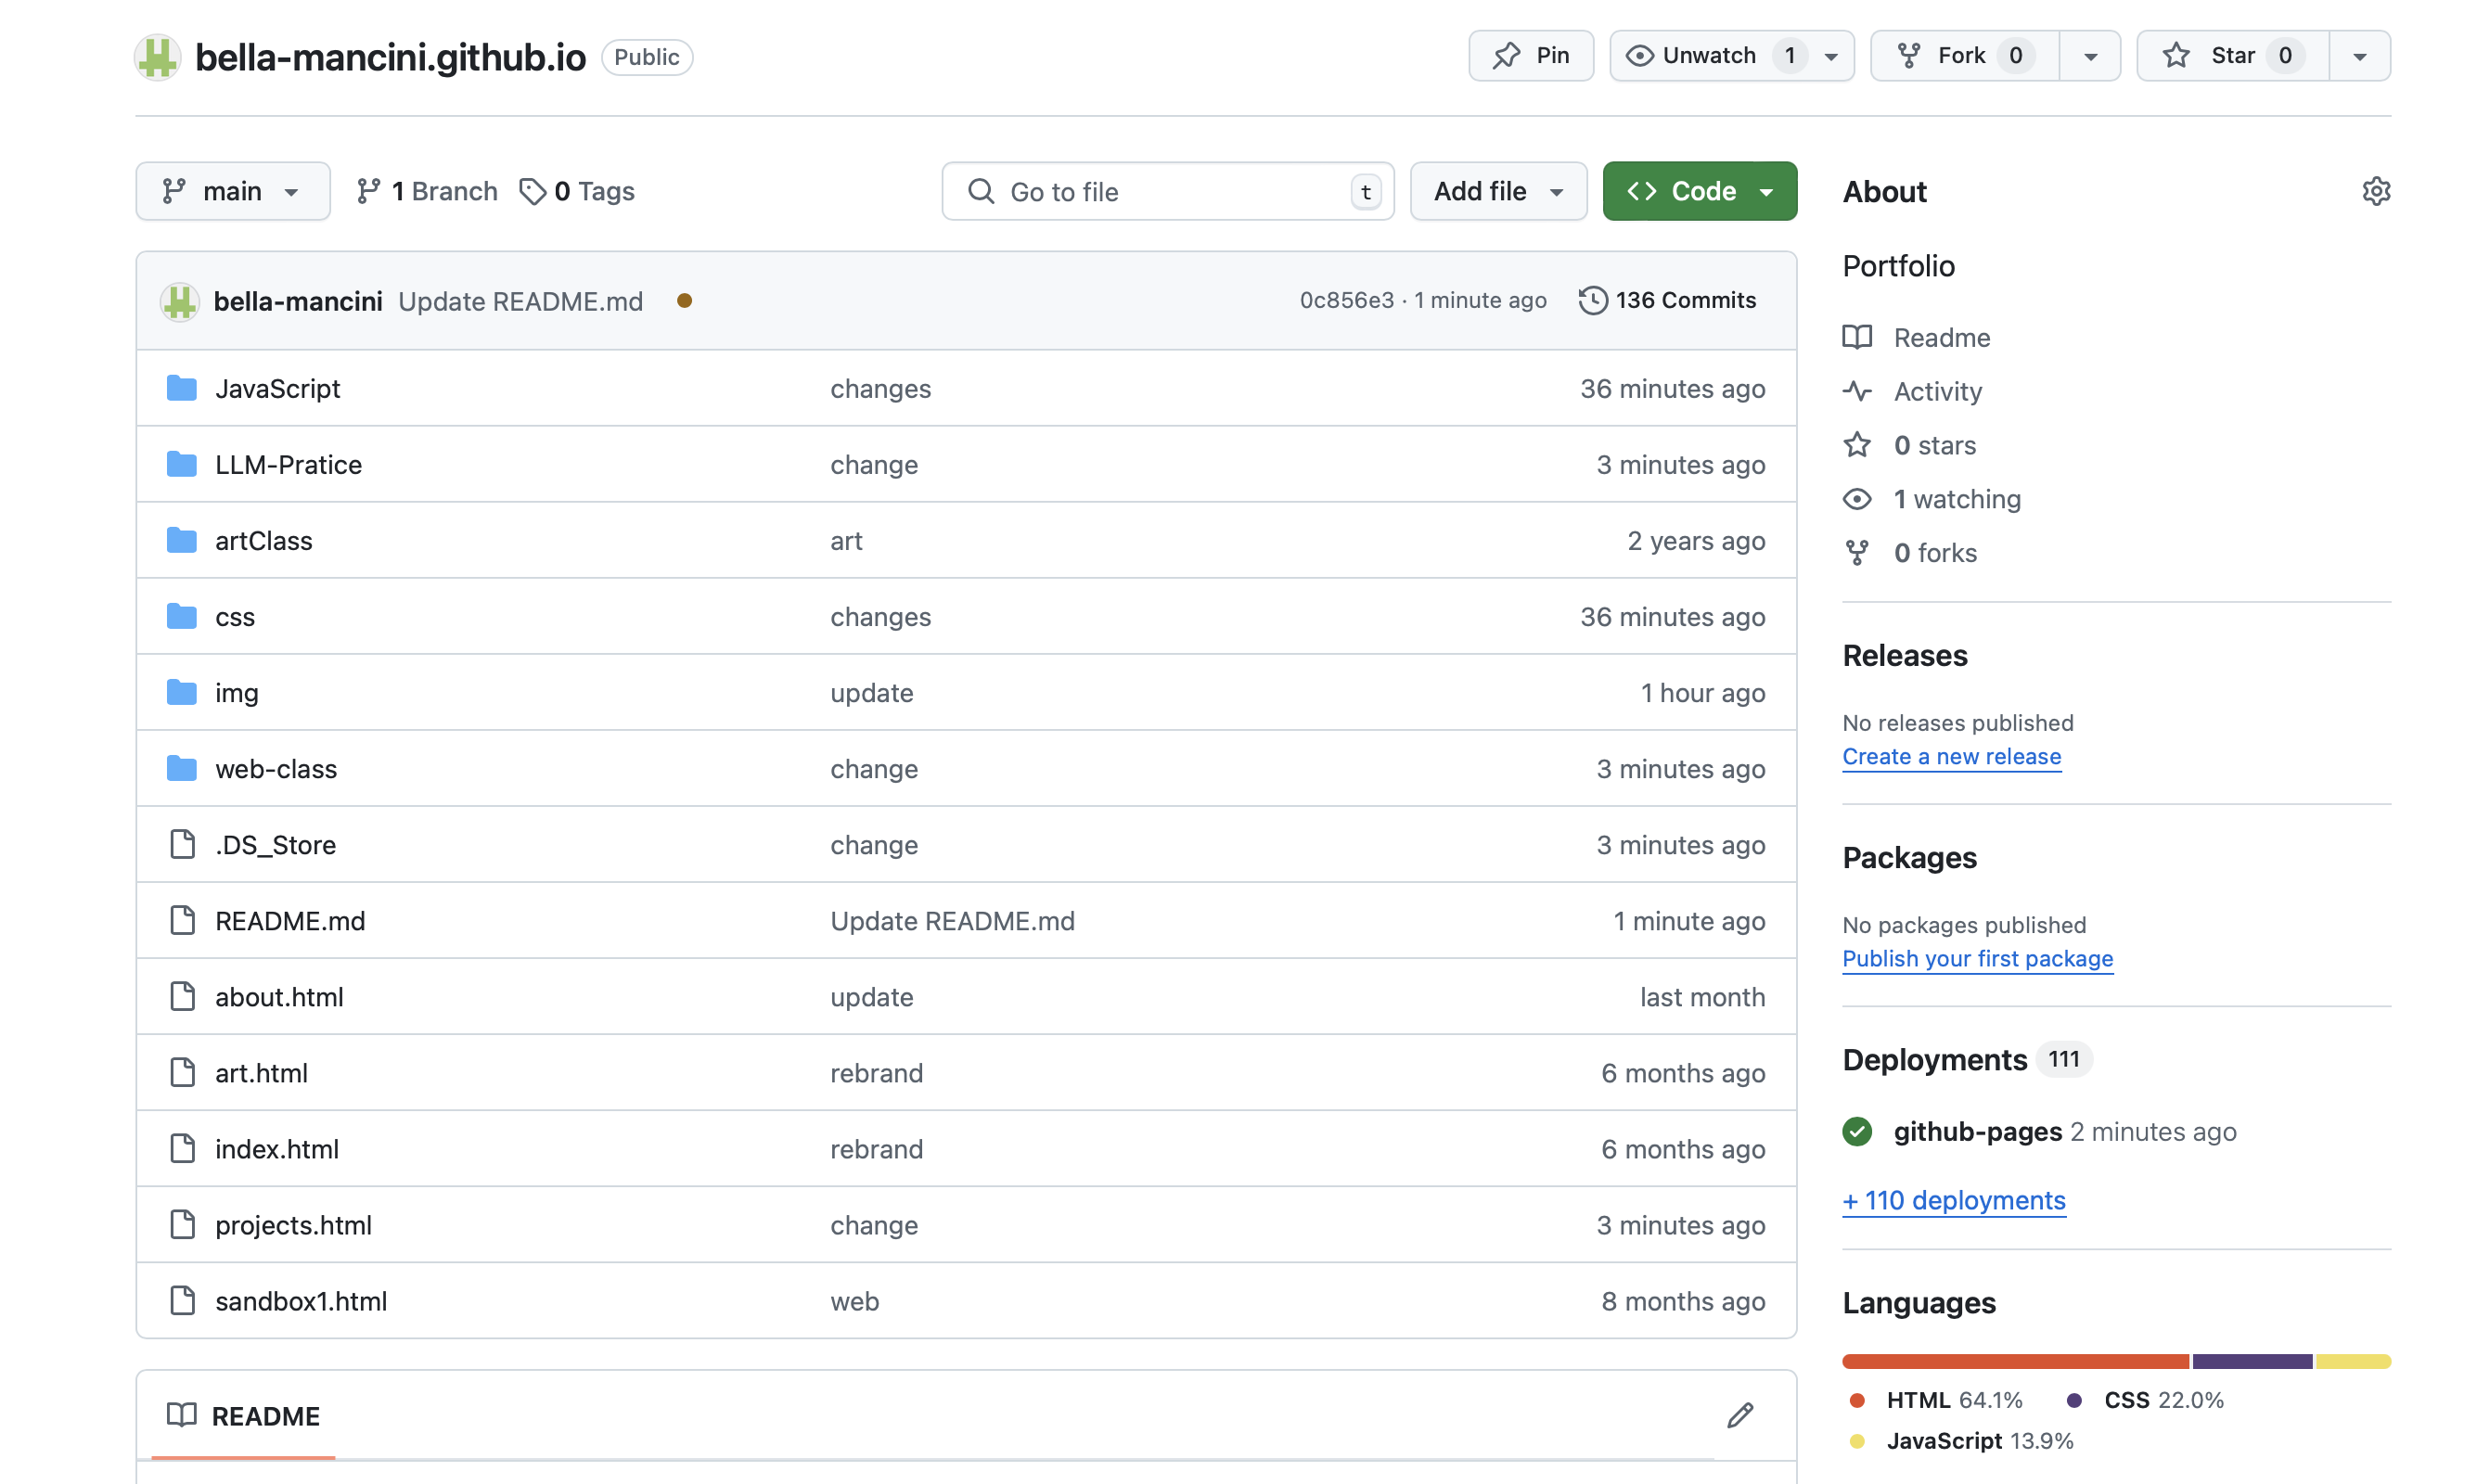 bella-mancini.github.io Public Pin Unwatch 1 Fork 0 Star 0
main 1 Branch 0 Tags Go to file t Add file Code
bella-mancini Update README.md 0c856e3 · 1 minute ago 136 Commits
JavaScript changes 36 minutes ago
LLM-Pratice change 3 minutes ago
artClass art 2 years ago
css changes 36 minutes ago
img update 1 hour ago
web-class change 3 minutes ago
.DS_Store change 3 minutes ago
README.md Update README.md 1 minute ago
about.html update last month
art.html rebrand 6 months ago
index.html rebrand 6 months ago
projects.html change 3 minutes ago
sandbox1.html web 8 months ago
README
About
Portfolio
Readme
Activity
0 stars
1 watching
0 forks
Releases
No releases published
Create a new release
Packages
No packages published
Publish your first package
Deployments 111
github-pages 2 minutes ago
+ 110 deployments
Languages
HTML 64.1% CSS 22.0%
JavaScript 13.9%